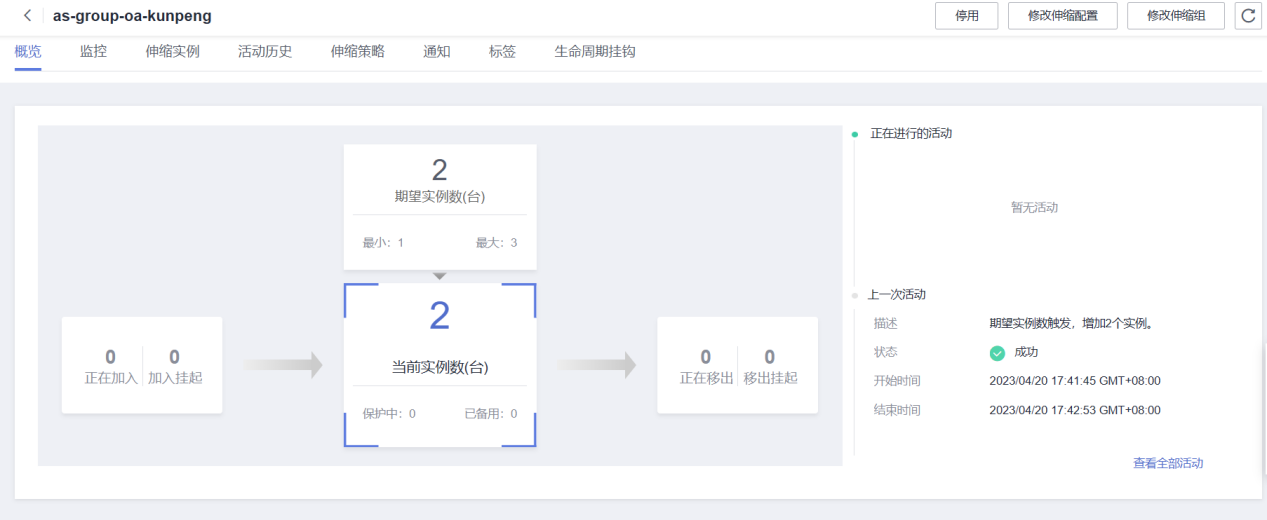 as-group-oa-kunpeng
停用 修改伸缩配置 修改伸缩组
概览 监控 伸缩实例 活动历史 伸缩策略 通知 标签 生命周期挂钩
2
期望实例数(台)
最小：1 最大：3
2
当前实例数(台)
保护中：0 已备用：0
0 0
正在加入 加入挂起
0 0
正在移出 移出挂起
正在进行的活动
暂无活动
上一次活动
描述 期望实例数触发，增加2个实例。
状态 成功
开始时间 2023/04/20 17:41:45 GMT+08:00
结束时间 2023/04/20 17:42:53 GMT+08:00
查看全部活动